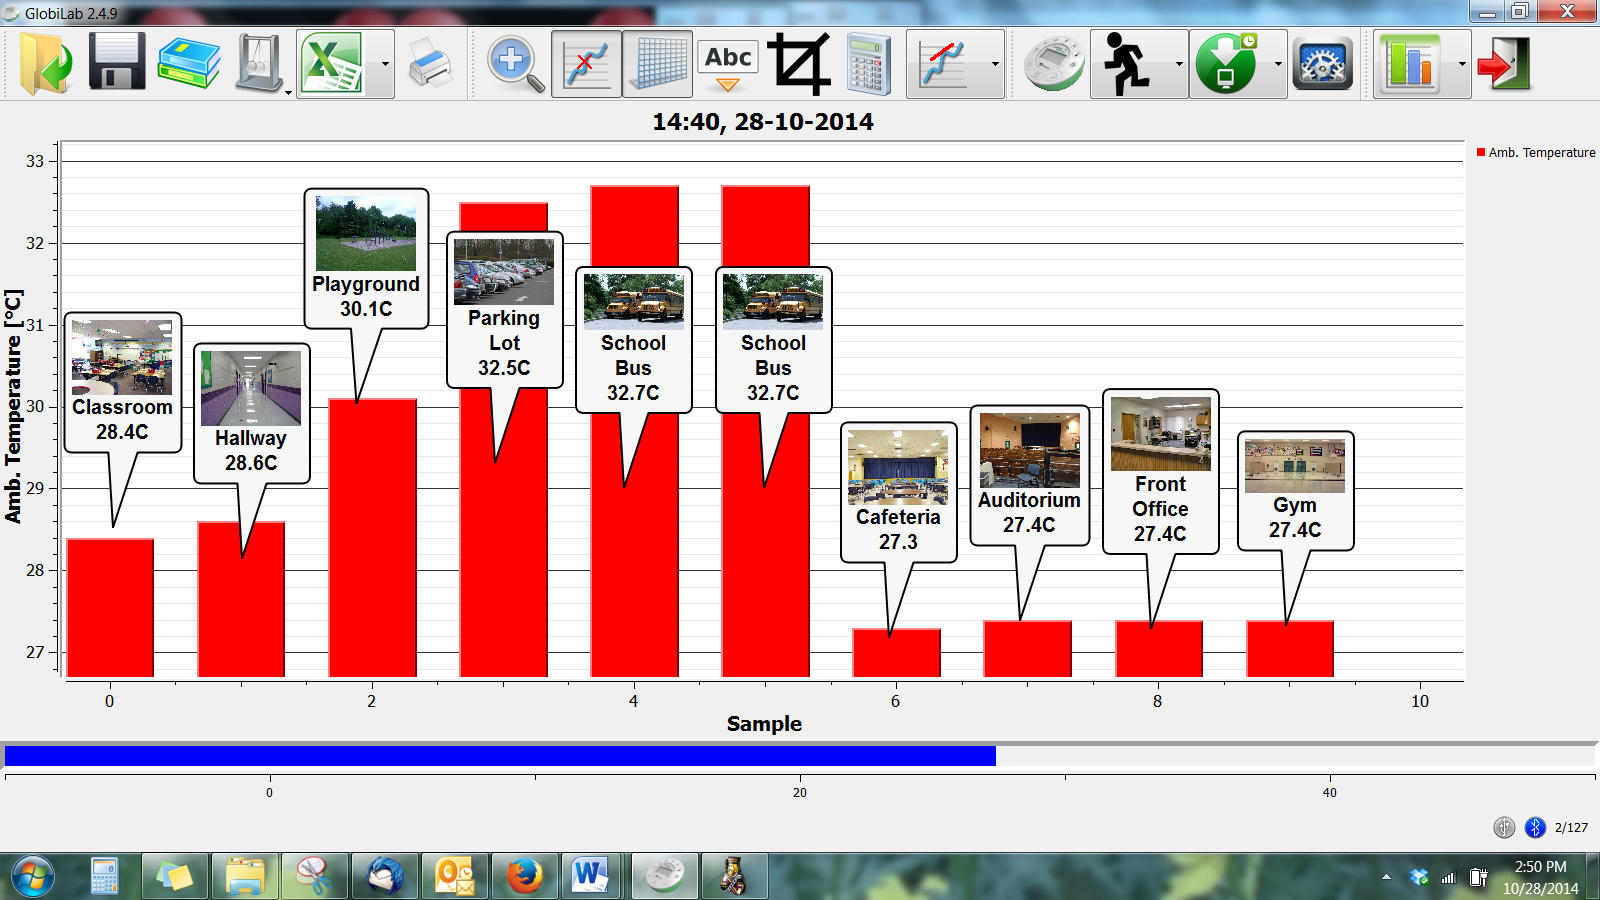 GlobiLab 2.4.9
Abc
14:40, 28-10-2014
Amb. Temperature
Amb. Temperature [°C]
33
32
31
30
29
28
27
Classroom
28.4C
Hallway
28.6C
Playground
30.1C
Parking
Lot
32.5C
School
Bus
32.7C
School
Bus
32.7C
Cafeteria
27.3
Auditorium
27.4C
Front
Office
27.4C
Gym
27.4C
0 2 4 6 8 10
Sample
0 20 40
2/127
2:50 PM
10/28/2014